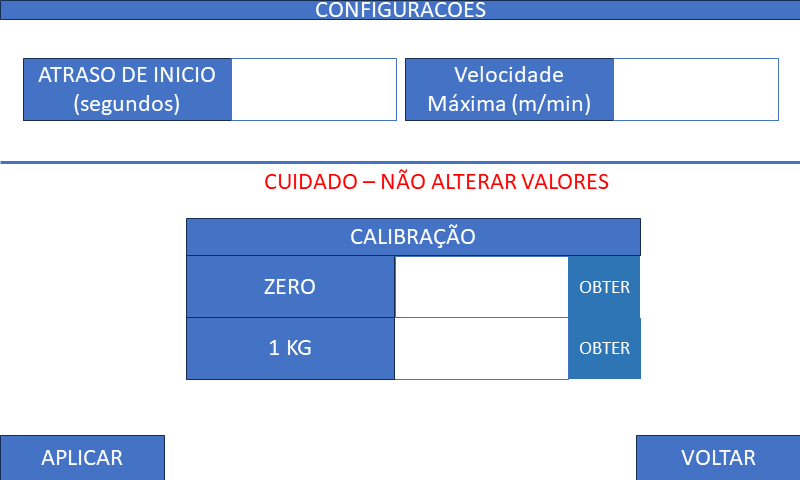 CONFIGURACOES
ATRASO DE INICIO
(segundos)
Velocidade
Máxima (m/min)
CUIDADO – NÃO ALTERAR VALORES
CALIBRAÇÃO
ZERO
OBTER
1 KG
OBTER
APLICAR
VOLTAR